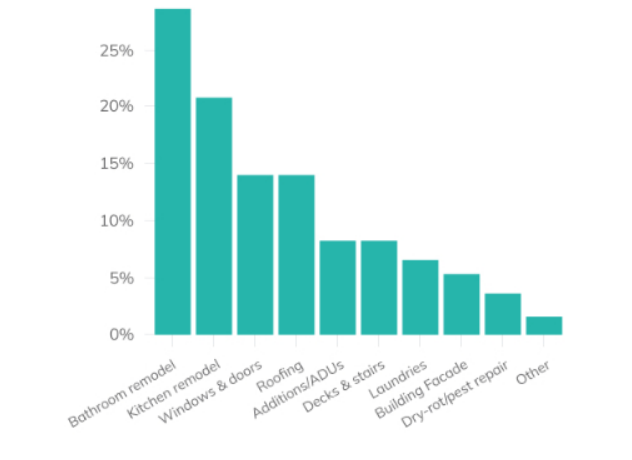 25%
20%
15%
10%
5%
0%
Bathroom remodel
Kitchen remodel
Windows & doors
Roofing
Additions/ADUs
Decks & stairs
Laundries
Building Facade
Dry-rot/pest repair
Other